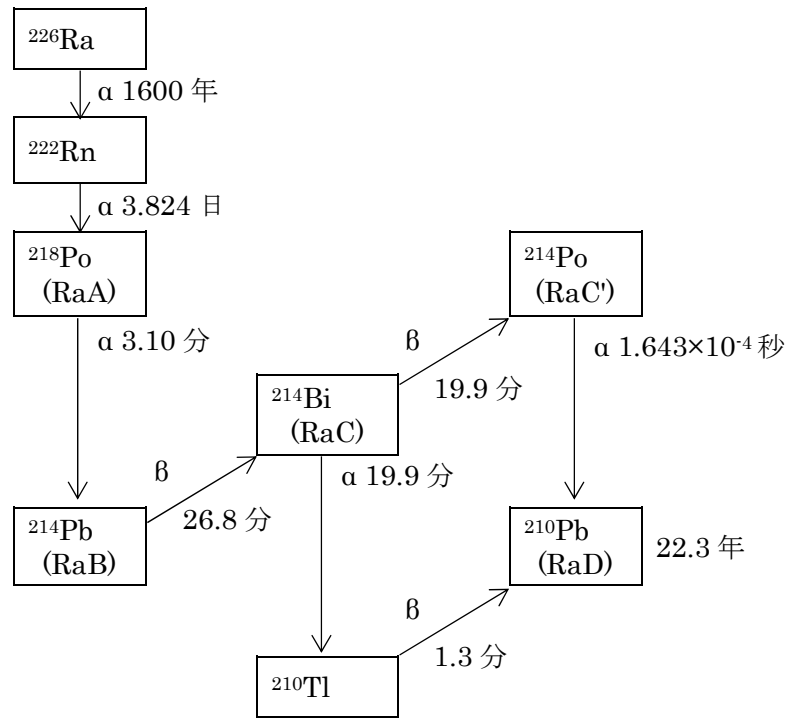 ²²⁶Ra
α 1600 年
²²²Rn
α 3.824 日
²¹⁸Po
(RaA)
²¹⁴Po
(RaC')
α 3.10 分
β
19.9 分
α 1.643×10⁻⁴ 秒
²¹⁴Bi
(RaC)
β
26.8 分
α 19.9 分
²¹⁴Pb
(RaB)
²¹⁰Pb
(RaD)
22.3 年
β
1.3 分
²¹⁰Tl